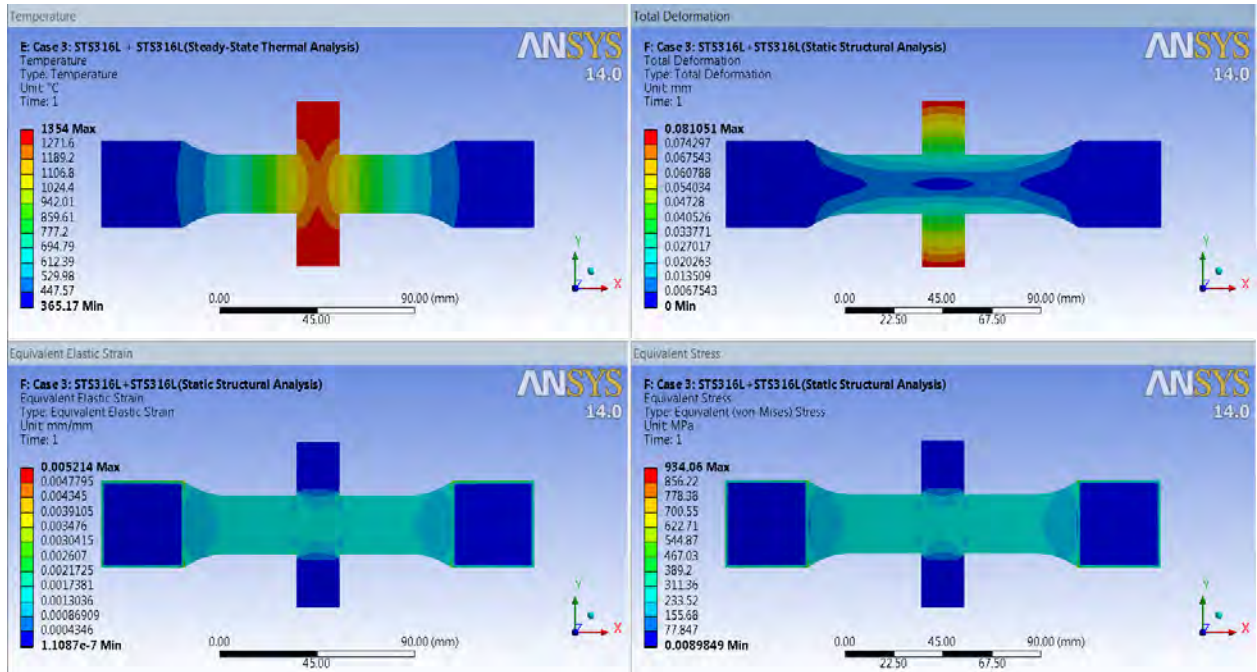 Temperature
E: Case 3: STS316L + STS316L(Steady-State Thermal Analysis)
Temperature
Type: Temperature
Unit: °C
Time: 1
ANSYS
14.0
1354 Max
1271.6
1189.2
1106.8
1024.4
942.01
859.61
777.2
694.79
612.39
529.98
447.57
365.17 Min
0.00
90.00 (mm)
45.00
Y
Z
X
Total Deformation
F: Case 3: STS316L+STS316L(Static Structural Analysis)
Total Deformation
Type: Total Deformation
Unit: mm
Time: 1
ANSYS
14.0
0.081051 Max
0.074297
0.067543
0.060788
0.054034
0.04728
0.040526
0.033771
0.027017
0.020263
0.013509
0.0067543
0 Min
0.00
45.00
90.00 (mm)
22.50
67.50
Y
Z
X
Equivalent Elastic Strain
F: Case 3: STS316L+STS316L(Static Structural Analysis)
Equivalent Elastic Strain
Type: Equivalent Elastic Strain
Unit: mm/mm
Time: 1
ANSYS
14.0
0.005214 Max
0.0047795
0.004345
0.0039105
0.003476
0.0030415
0.002607
0.0021725
0.0017381
0.0013036
0.00086909
0.0004346
1.1087e-7 Min
0.00
90.00 (mm)
45.00
Y
Z
X
Equivalent Stress
F: Case 3: STS316L+STS316L(Static Structural Analysis)
Equivalent Stress
Type: Equivalent (von-Mises) Stress
Unit: MPa
Time: 1
ANSYS
14.0
934.06 Max
856.22
778.38
700.55
622.71
544.87
467.03
389.2
311.36
233.52
155.68
77.847
0.0089849 Min
0.00
45.00
90.00 (mm)
22.50
67.50
Y
Z
X